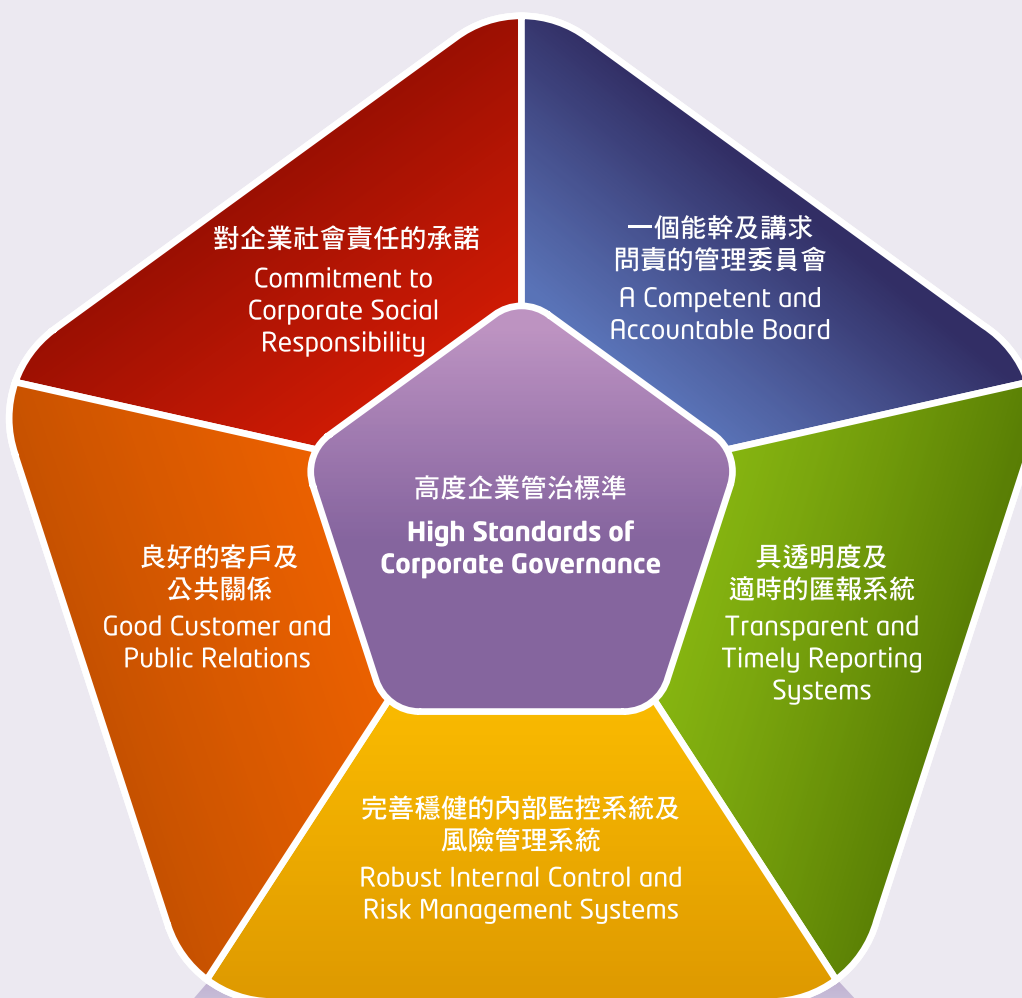 對企業社會責任的承諾
Commitment to
Corporate Social
Responsibility
一個能幹及講求
問責的管理委員會
A Competent and
Accountable Board
高度企業管治標準
High Standards of
Corporate Governance
良好的客戶及
公共關係
Good Customer and
Public Relations
具透明度及
適時的匯報系統
Transparent and
Timely Reporting
Systems
完善穩健的內部監控系統及
風險管理系統
Robust Internal Control and
Risk Management Systems